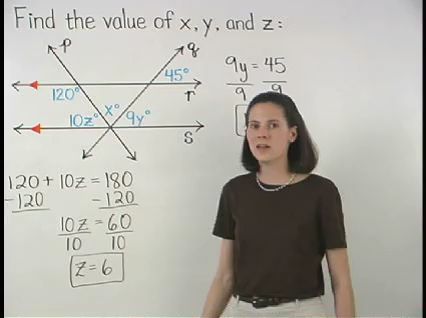 Find the value of x, y, and z:
p
q
45°
120°
r
10z°
x°
9y°
s
9y = 45
9 9
120 + 10z = 180
-120 -120
10z = 60
10 10
z = 6